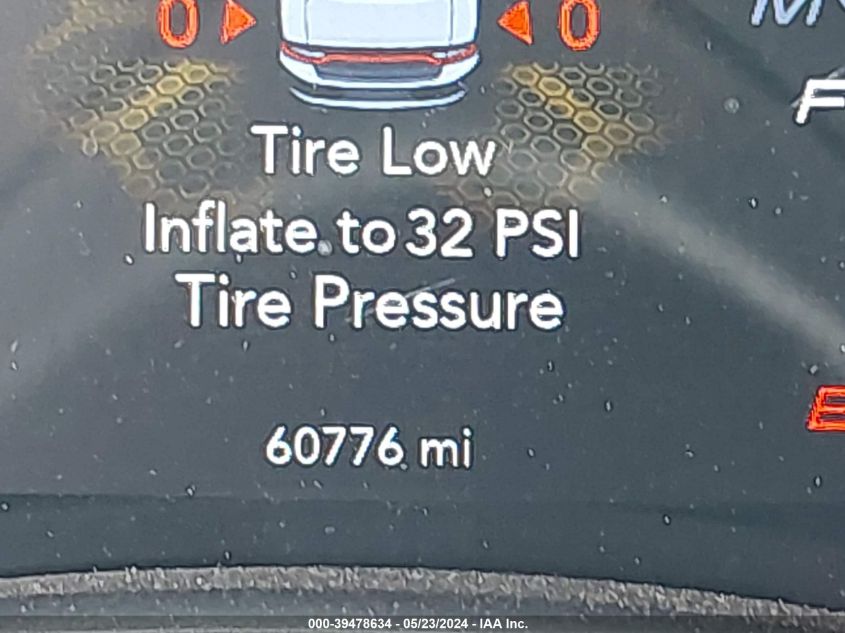 0 0
F
Tire Low
Inflate to 32 PSI
Tire Pressure
E
60776 mi
000-39478634 - 05/23/2024 - IAA Inc.